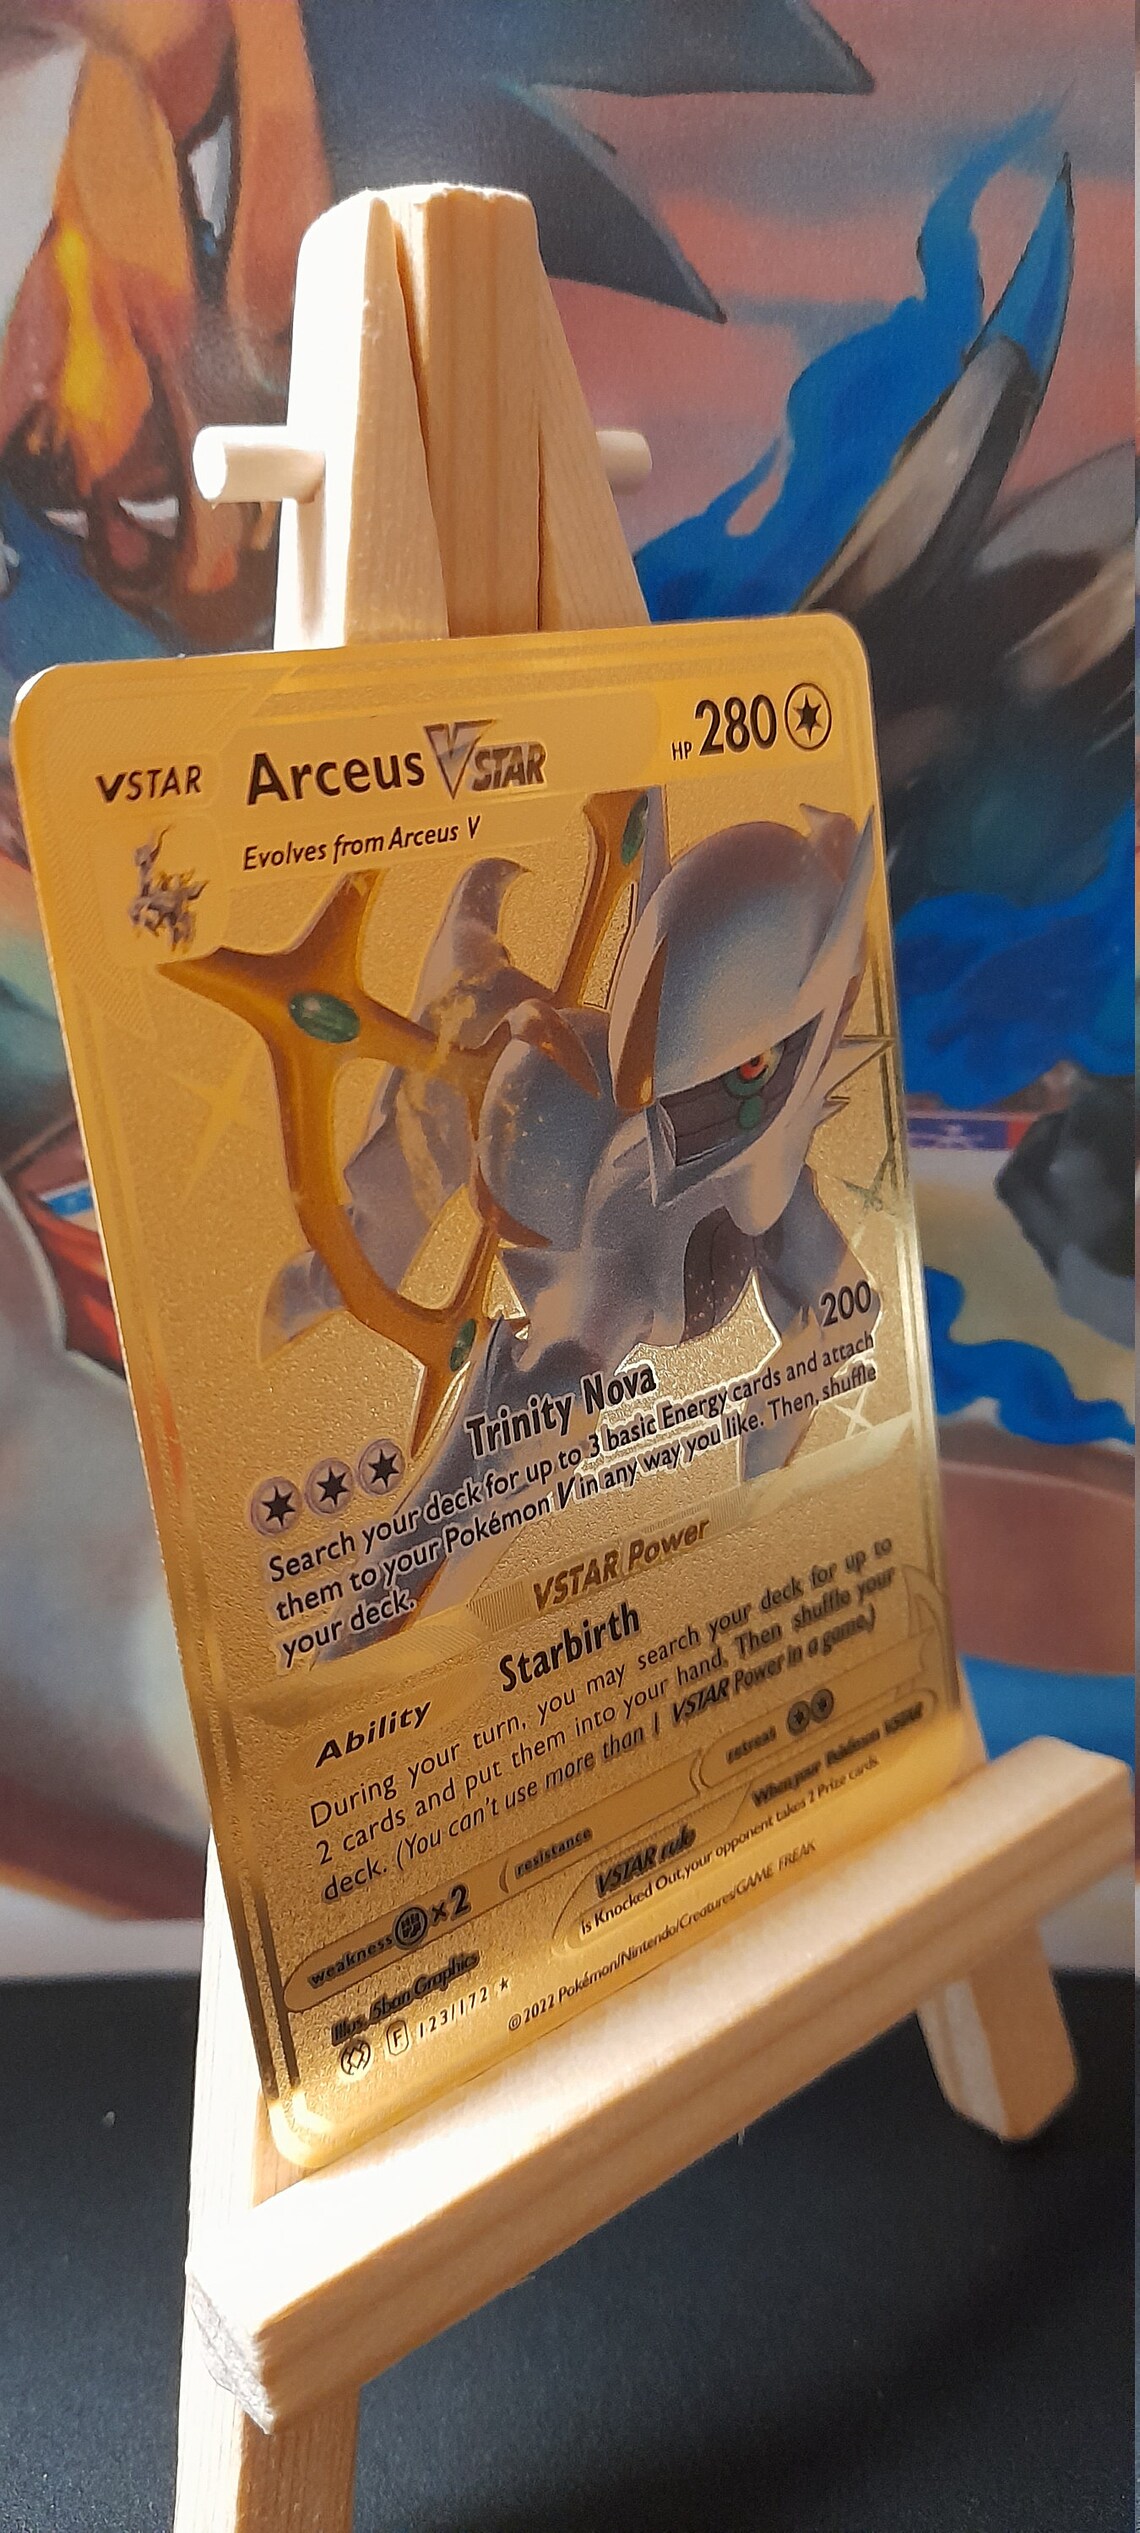 VSTAR Arceus VSTAR HP 280
Evolves from Arceus V
Trinity Nova 200
Search your deck for up to 3 basic Energy cards and attach
them to your Pokémon V in any way you like. Then, shuffle
your deck.
VSTAR Power
Ability Starbirth
During your turn, you may search your deck for up to
2 cards and put them into your hand. Then shuffle your
deck. (You can't use more than 1 VSTAR Power in a game.)
weakness ×2 resistance retreat
VSTAR rule When your Pokémon VSTAR
is Knocked Out, your opponent takes 2 Prize cards.
Illus. 5ban Graphics
F 123/172 ★ ©2022 Pokémon/Nintendo/Creatures/GAME FREAK